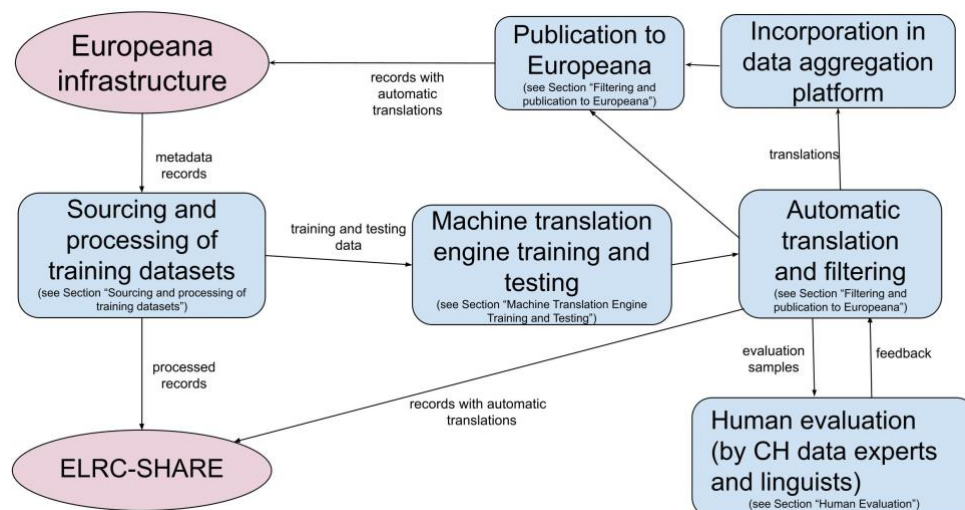 Europeana
infrastructure
records with
automatic
translations
Publication to
Europeana
(see Section “Filtering and
publication to Europeana”)
Incorporation in
data aggregation
platform
metadata
records
translations
Sourcing and
processing of
training datasets
(see Section “Sourcing and processing of
training datasets”)
training and testing
data
Machine translation
engine training and
testing
(see Section “Machine Translation Engine
Training and Testing”)
Automatic
translation
and filtering
(see Section “Filtering and
publication to Europeana”)
processed
records
records with automatic
translations
evaluation
samples
feedback
ELRC-SHARE
Human evaluation
(by CH data experts
and linguists)
(see Section “Human Evaluation”)